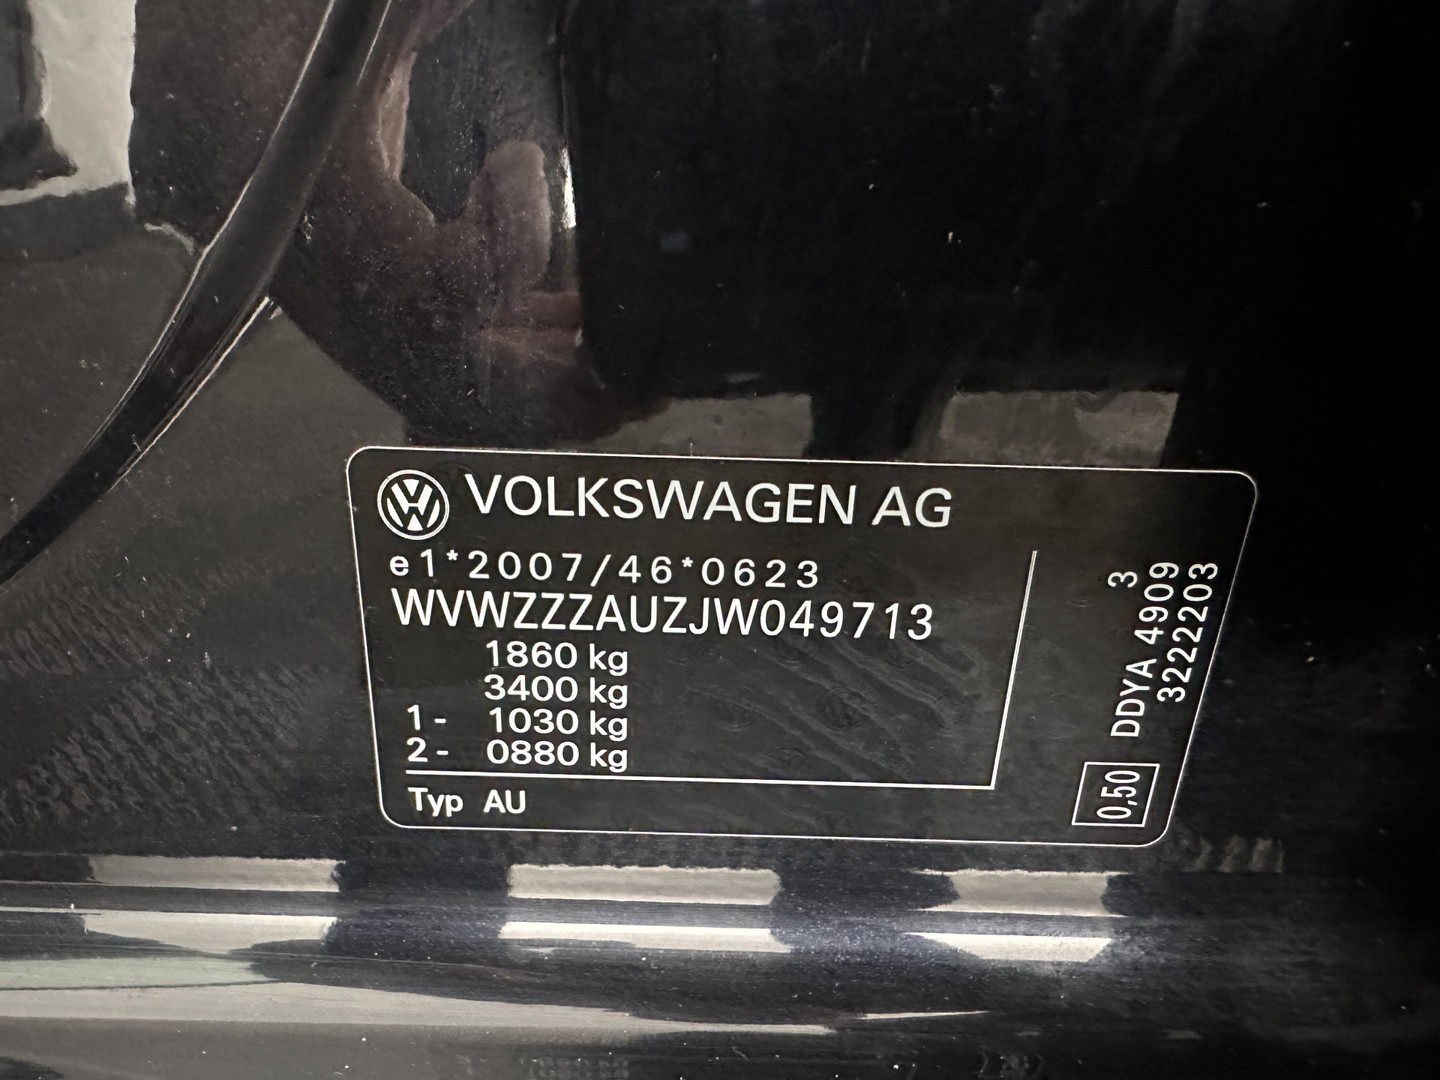 VOLKSWAGEN AG
e1*2007/46*0623
WVWZZZAUZJW049713
1860 kg
3400 kg
1- 1030 kg
2- 0880 kg
Typ AU
3
DDYA 4909
3222203
0,50